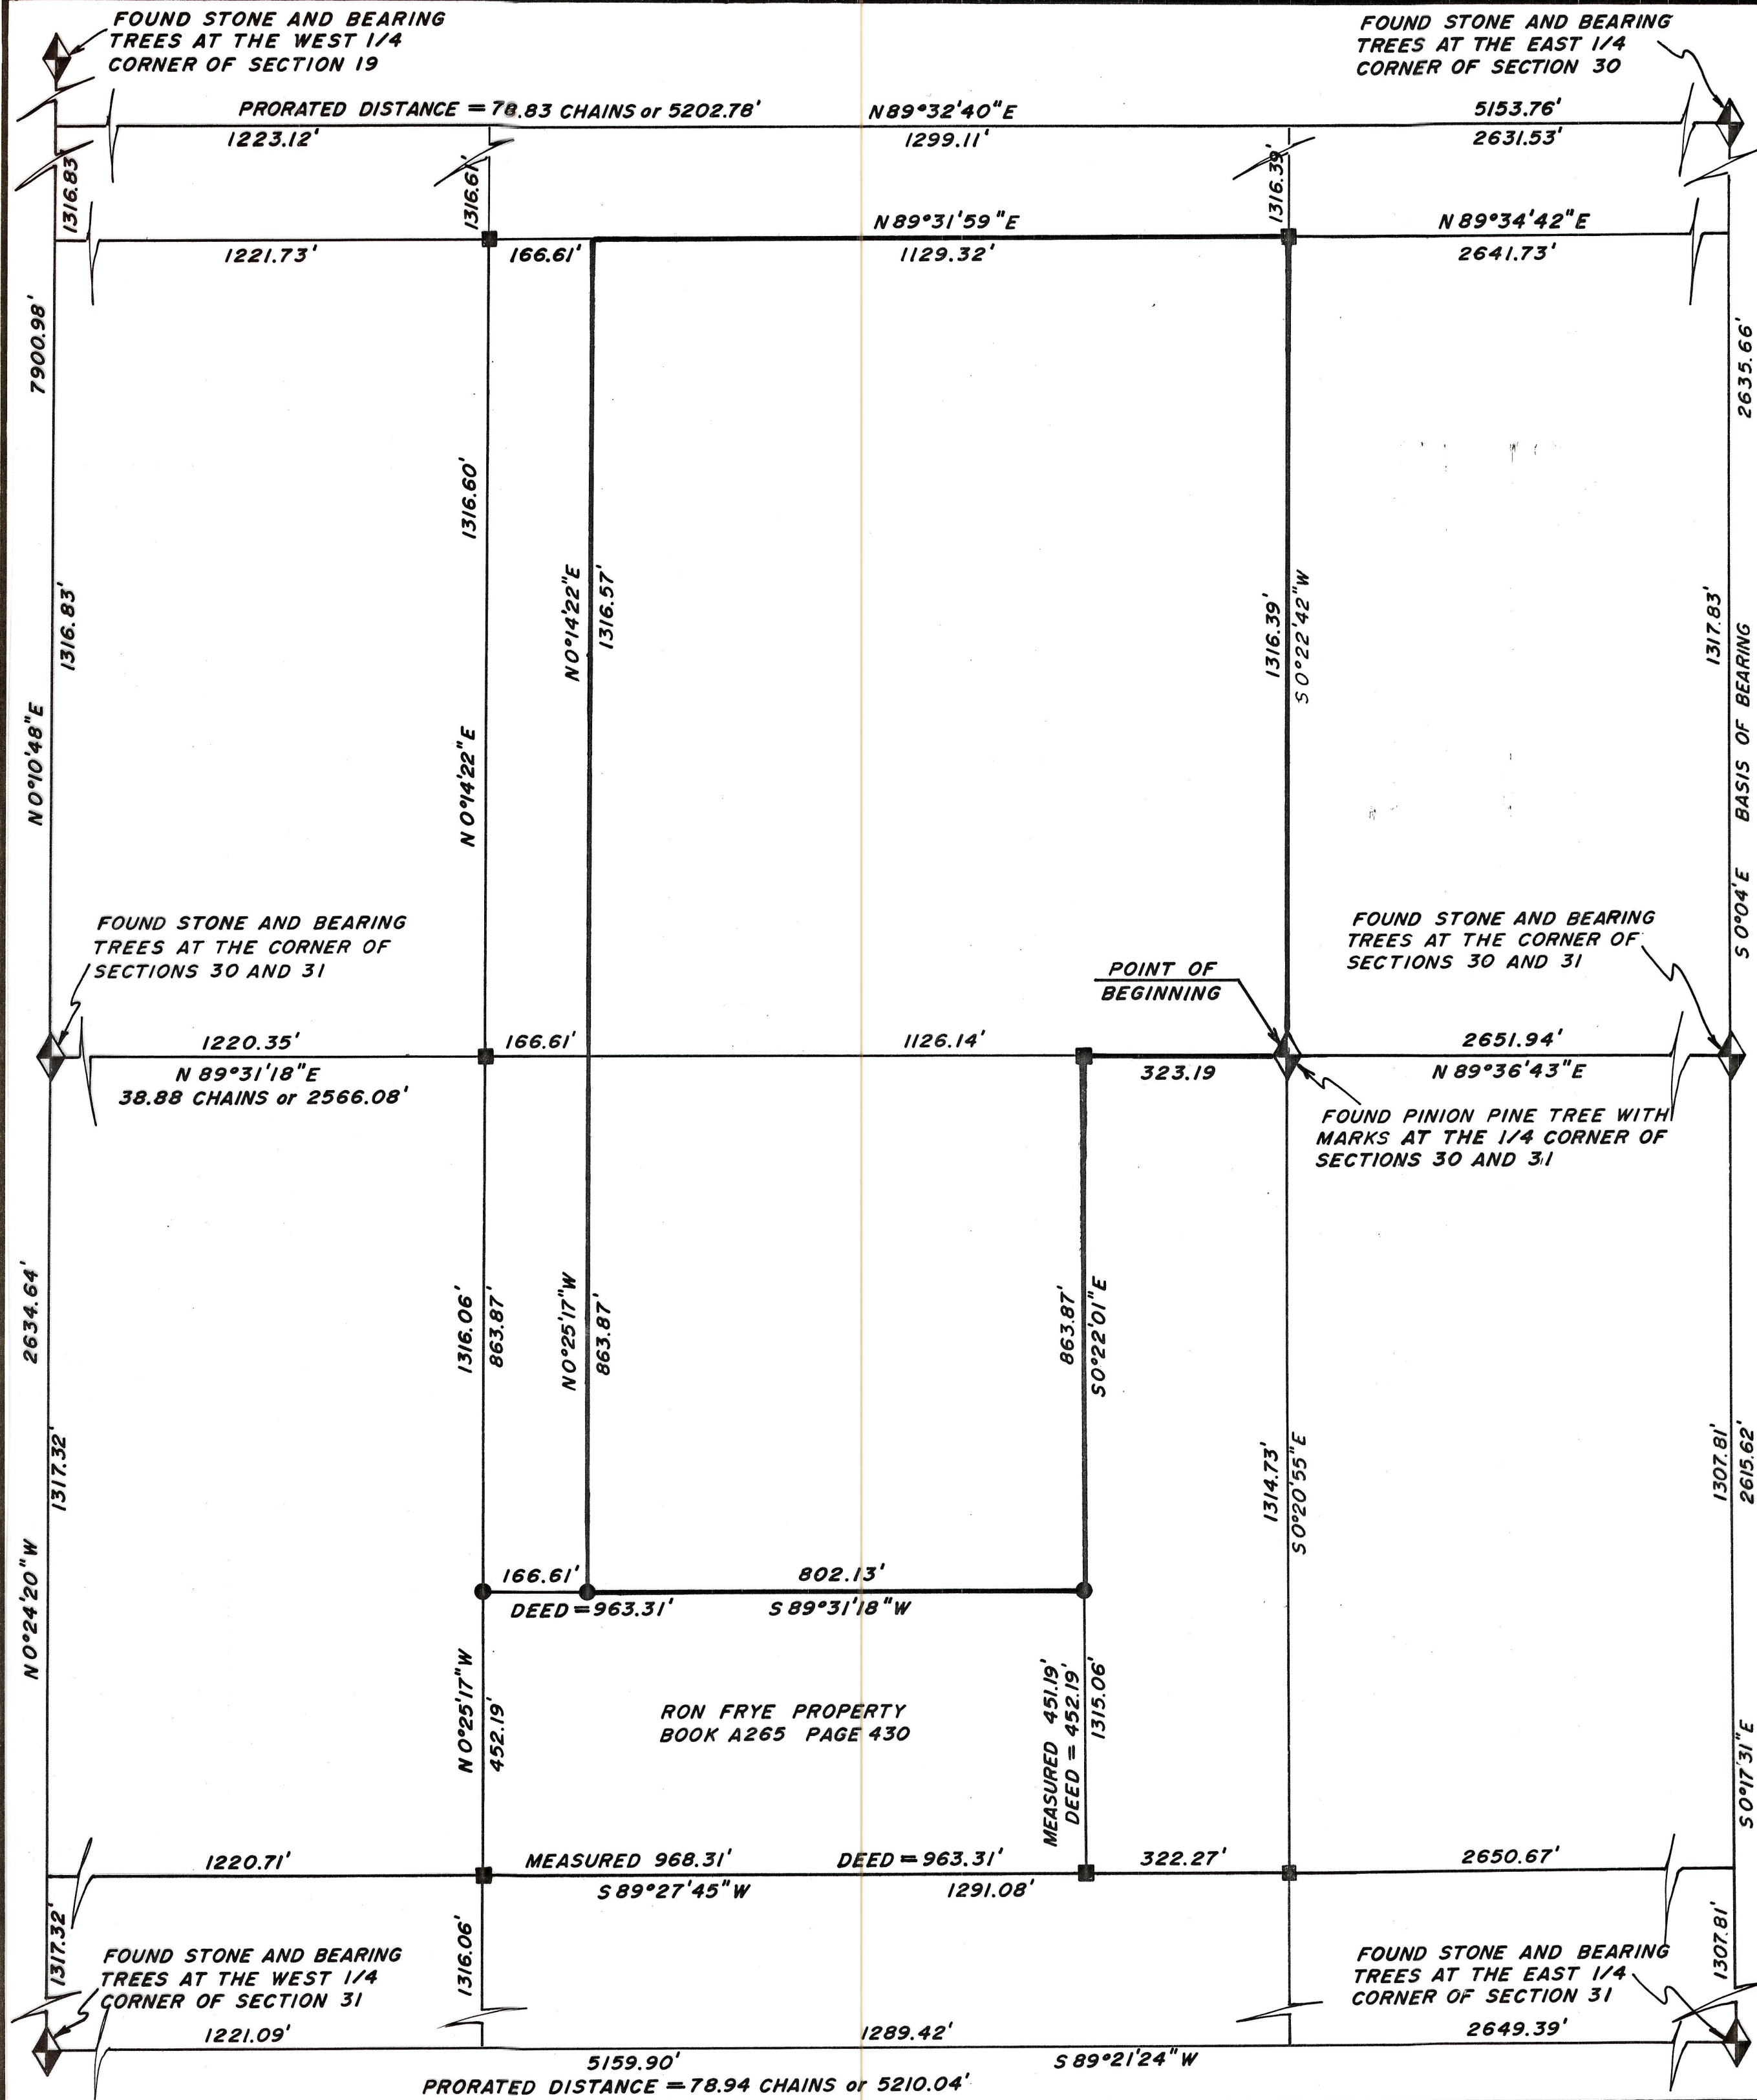 FOUND STONE AND BEARING
TREES AT THE WEST 1/4
CORNER OF SECTION 19
FOUND STONE AND BEARING
TREES AT THE EAST 1/4
CORNER OF SECTION 30
PRORATED DISTANCE = 78.83 CHAINS or 5202.78'
N89°32'40"E
5153.76'
1223.12'
1299.11'
2631.53'
1316.83'
1316.61'
1316.39'
N89°31'59"E
N89°34'42"E
1221.73'
166.61'
1129.32'
2641.73'
7900.98'
2635.66'
1316.60'
N0°14'22"E
1316.57'
1316.39'
S0°22'42"W
1316.83'
1317.83'
N0°10'48"E
N0°14'22"E
S0°04'E BASIS OF BEARING
FOUND STONE AND BEARING
TREES AT THE CORNER OF
SECTIONS 30 AND 31
POINT OF
BEGINNING
FOUND STONE AND BEARING
TREES AT THE CORNER OF
SECTIONS 30 AND 31
1220.35'
166.61'
1126.14'
2651.94'
N 89°31'18"E
38.88 CHAINS or 2566.08'
323.19
N 89°36'43"E
FOUND PINION PINE TREE WITH
MARKS AT THE 1/4 CORNER OF
SECTIONS 30 AND 31
2634.64'
1316.06'
863.87'
N0°25'17"W
863.87'
863.87'
S0°22'01"E
1314.73'
S0°20'55"E
1317.32'
1307.81'
2615.62'
N0°24'20"W
166.61'
802.13'
DEED = 963.31'
S 89°31'18"W
N0°25'17"W
452.19'
RON FRYE PROPERTY
BOOK A265 PAGE 430
MEASURED 451.19'
DEED = 452.19'
1315.06'
S0°17'31"E
1220.71'
MEASURED 968.31'
DEED = 963.31'
322.27'
2650.67'
S 89°27'45"W
1291.08'
1317.32'
1316.06'
1307.81'
FOUND STONE AND BEARING
TREES AT THE WEST 1/4
CORNER OF SECTION 31
FOUND STONE AND BEARING
TREES AT THE EAST 1/4
CORNER OF SECTION 31
1221.09'
1289.42'
2649.39'
5159.90'
S 89°21'24"W
PRORATED DISTANCE = 78.94 CHAINS or 5210.04'